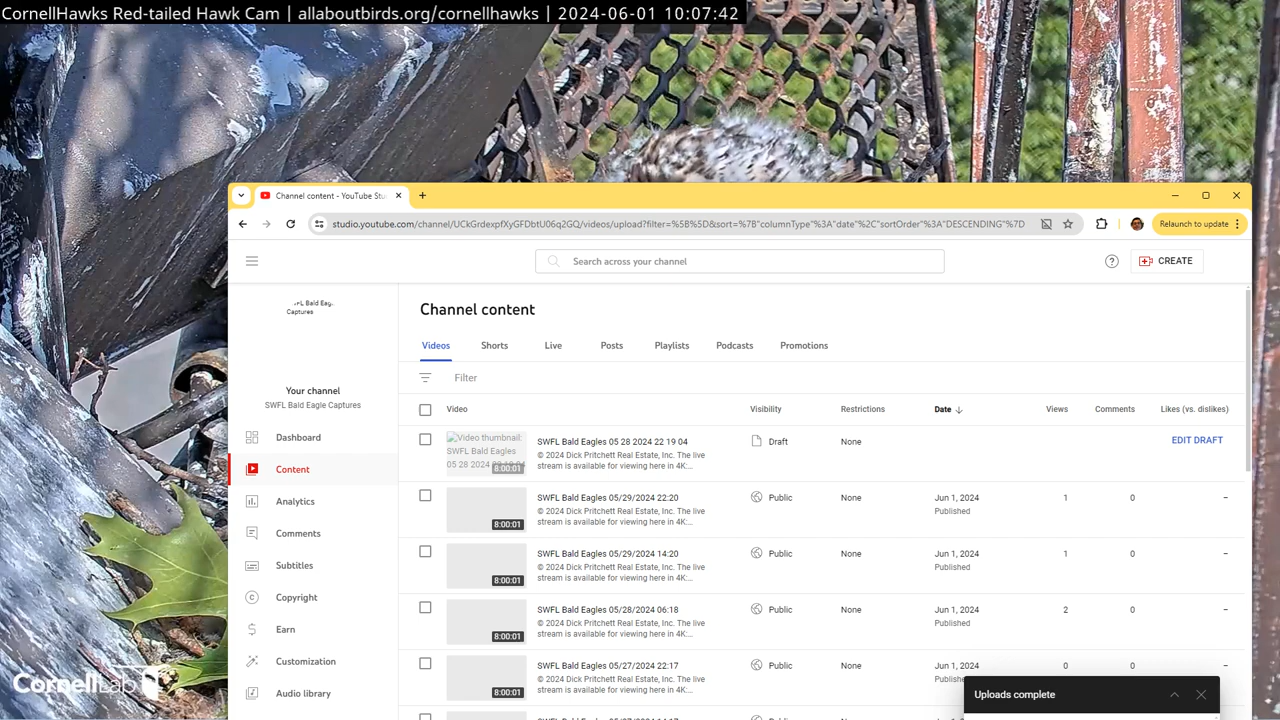 CornellHawks Red-tailed Hawk Cam | allaboutbirds.org/cornellhawks | 2024-06-01 10:07:42
Channel content - YouTube Stu
studio.youtube.com/channel/UCkGrdexpfXyGFDbtU06q2GQ/videos/upload?filter=%5B%5D&sort=%7B"columnType"%3A"date"%2C"sortOrder"%3A"DESCENDING"%7D
Relaunch to update
Search across your channel
CREATE
SWFL Bald Eag.
Captures
Your channel
SWFL Bald Eagle Captures
Dashboard
Content
Analytics
Comments
Subtitles
Copyright
Earn
Customization
Audio library
Channel content
Videos Shorts Live Posts Playlists Podcasts Promotions
Filter
Video Visibility Restrictions Date Views Comments Likes (vs. dislikes)
Video thumbnail:
SWFL Bald Eagles
05 28 2024 22 19 04
8:00:01
SWFL Bald Eagles 05 28 2024 22 19 04 Draft None EDIT DRAFT
© 2024 Dick Pritchett Real Estate, Inc. The live
stream is available for viewing here in 4K:...
8:00:01
SWFL Bald Eagles 05/29/2024 22:20 Public None Jun 1, 2024 1 0 –
© 2024 Dick Pritchett Real Estate, Inc. The live Published
stream is available for viewing here in 4K:...
8:00:01
SWFL Bald Eagles 05/29/2024 14:20 Public None Jun 1, 2024 1 0 –
© 2024 Dick Pritchett Real Estate, Inc. The live Published
stream is available for viewing here in 4K:...
8:00:01
SWFL Bald Eagles 05/28/2024 06:18 Public None Jun 1, 2024 2 0 –
© 2024 Dick Pritchett Real Estate, Inc. The live Published
stream is available for viewing here in 4K:...
8:00:01
SWFL Bald Eagles 05/27/2024 22:17 Public None Jun 1, 2024 0 0 –
© 2024 Dick Pritchett Real Estate, Inc. The live
stream is available for viewing here in 4K:...
8:00:01
Uploads complete
CornellLab